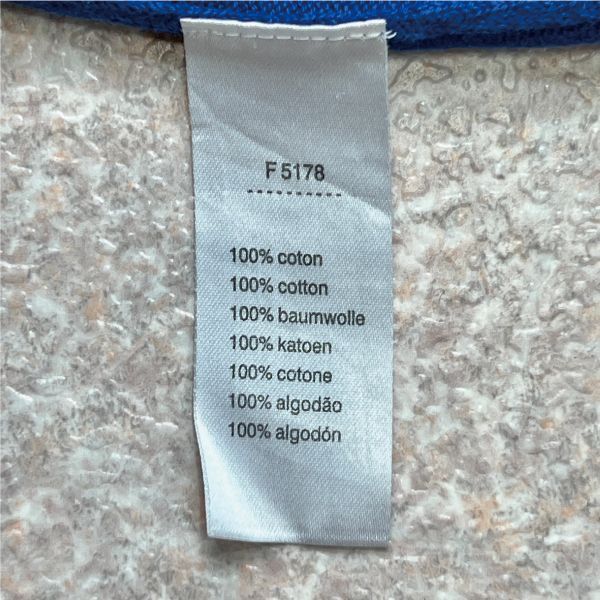 F 5178
100% coton
100% cotton
100% baumwolle
100% katoen
100% cotone
100% algodão
100% algodón